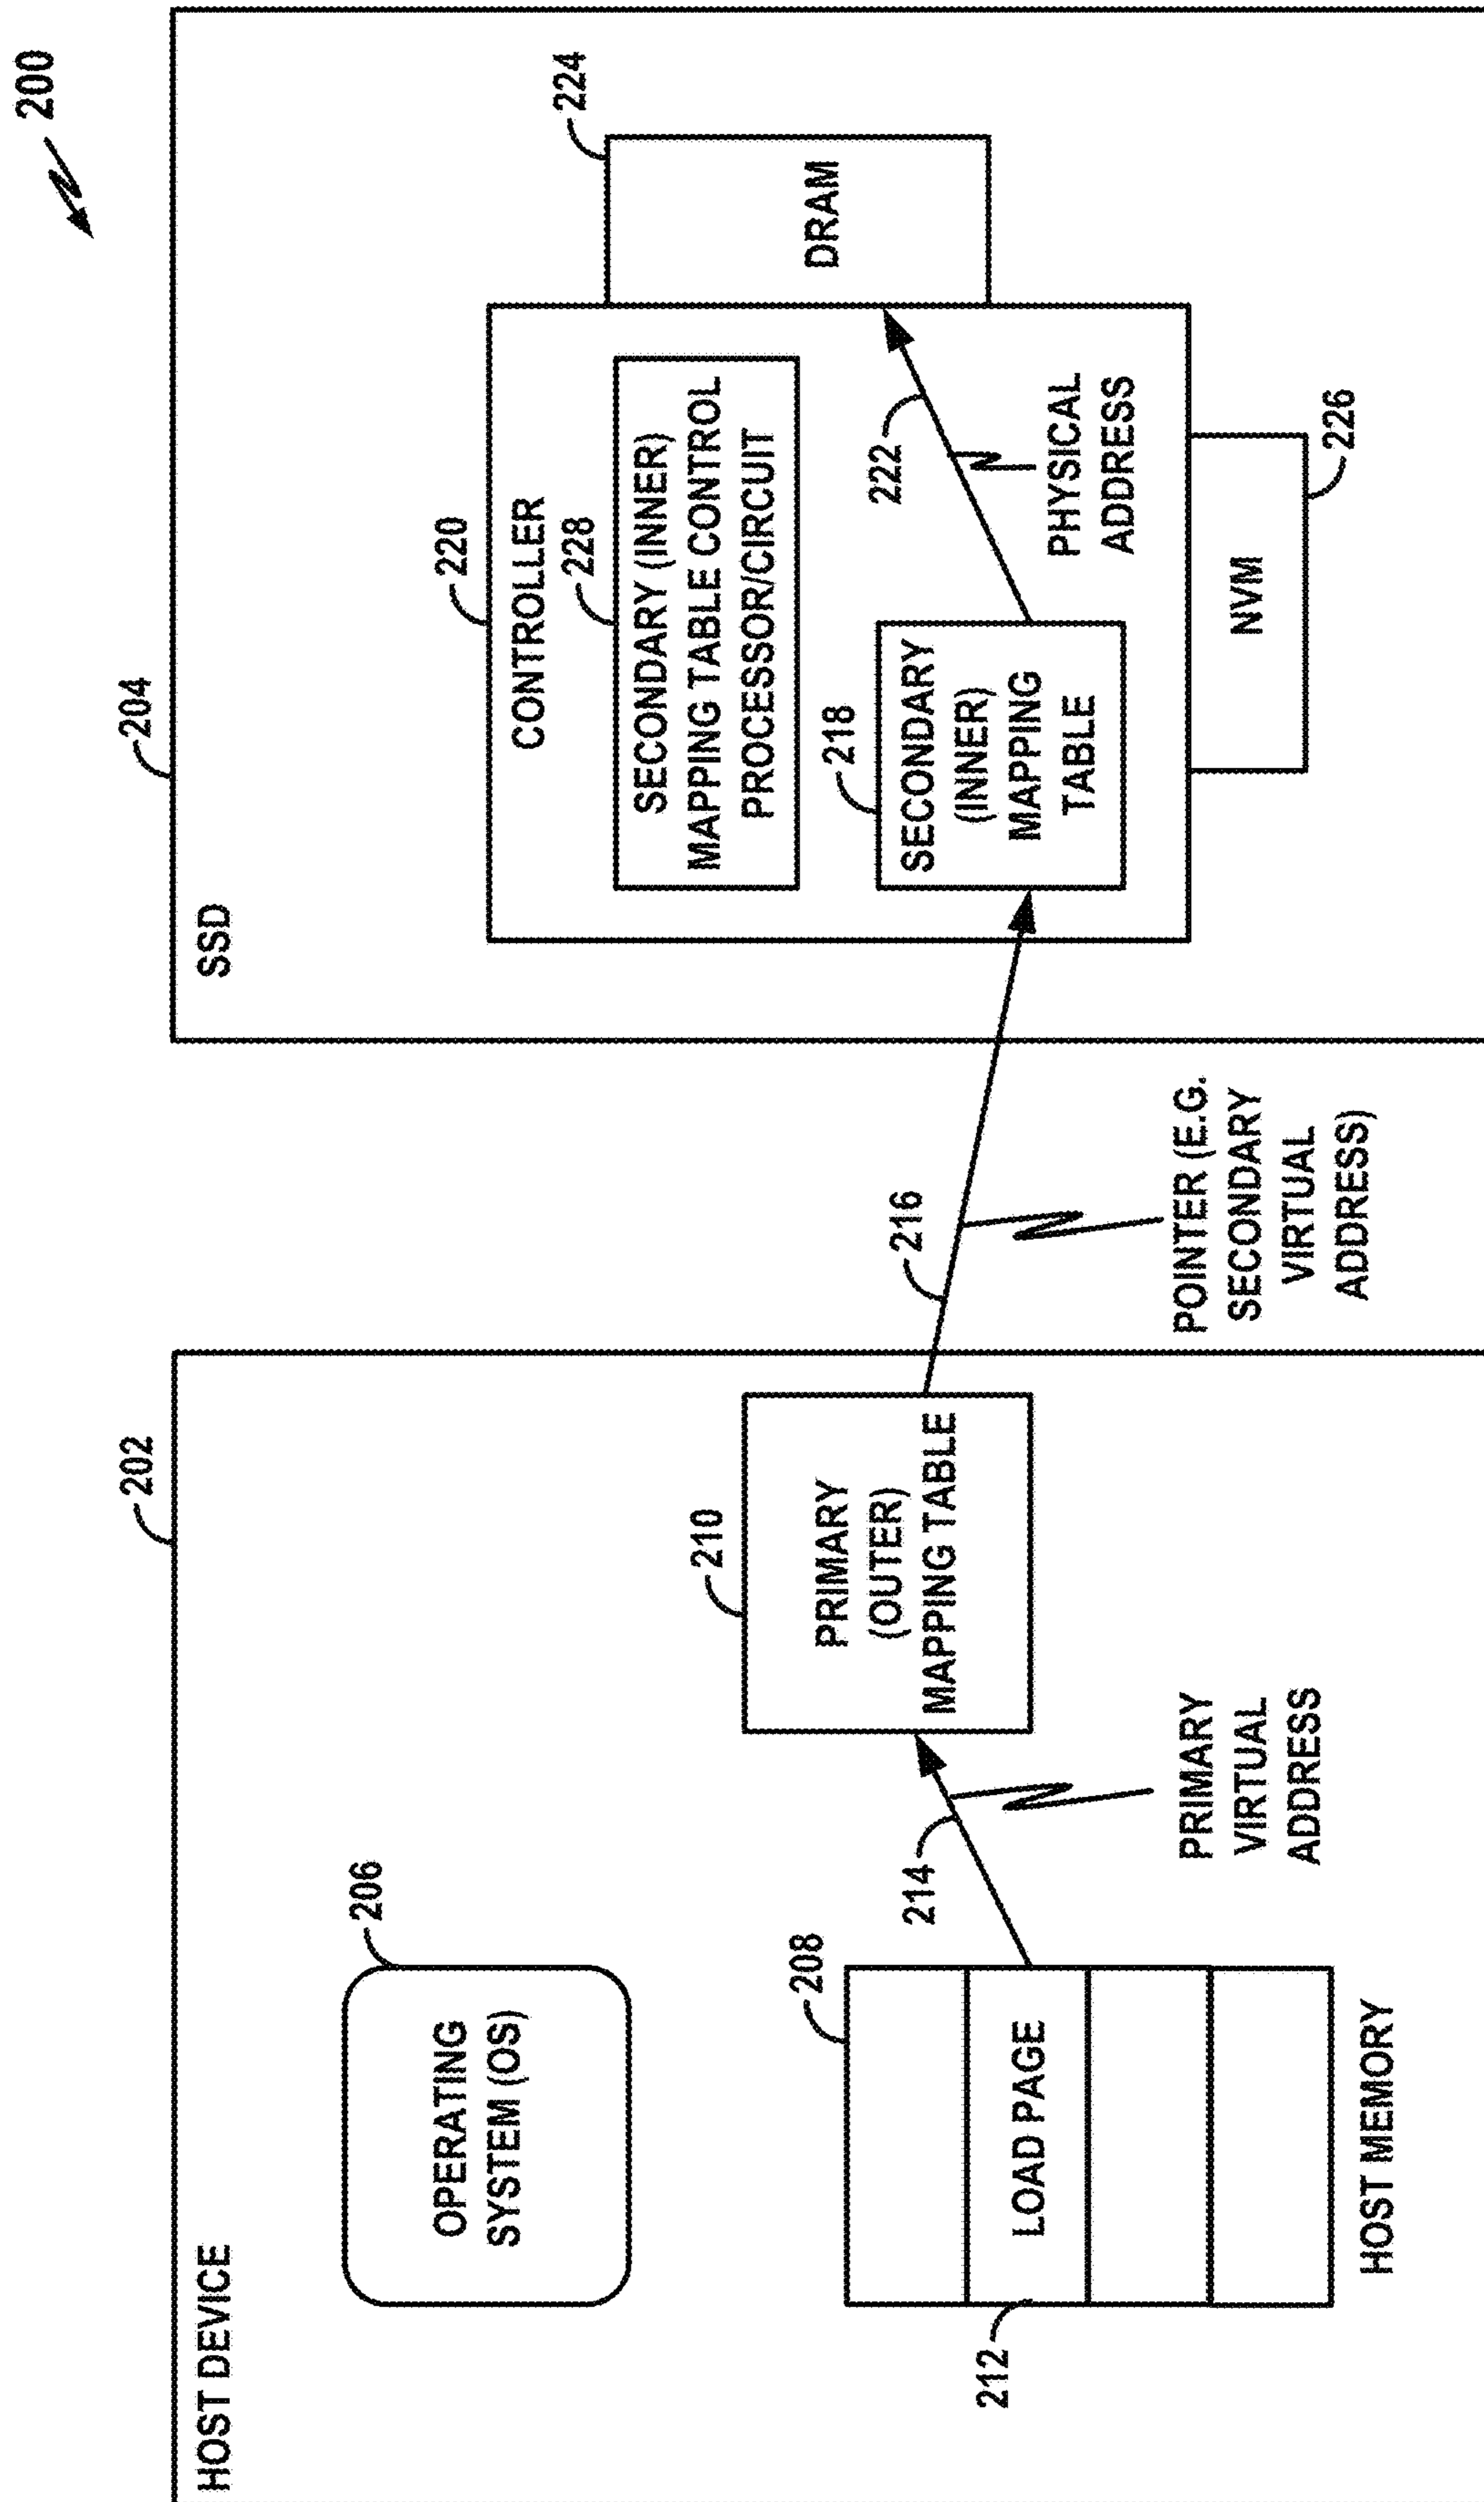 200
202
HOST DEVICE
206
OPERATING
SYSTEM (OS)
208
212
LOAD PAGE
HOST MEMORY
214
PRIMARY
VIRTUAL
ADDRESS
210
PRIMARY
(OUTER)
MAPPING TABLE
216
POINTER (E.G.
SECONDARY
VIRTUAL
ADDRESS)
204
SSD
220
CONTROLLER
228
SECONDARY (INNER)
MAPPING TABLE CONTROL
PROCESSOR/CIRCUIT
218
SECONDARY
(INNER)
MAPPING
TABLE
222
PHYSICAL
ADDRESS
224
DRAM
NVM
226